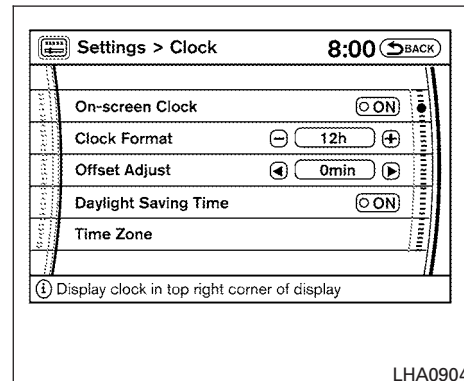 Settings > Clock 8:00 BACK
On-screen Clock ON
Clock Format 12h
Offset Adjust 0min
Daylight Saving Time ON
Time Zone
i Display clock in top right corner of display
LHA0904